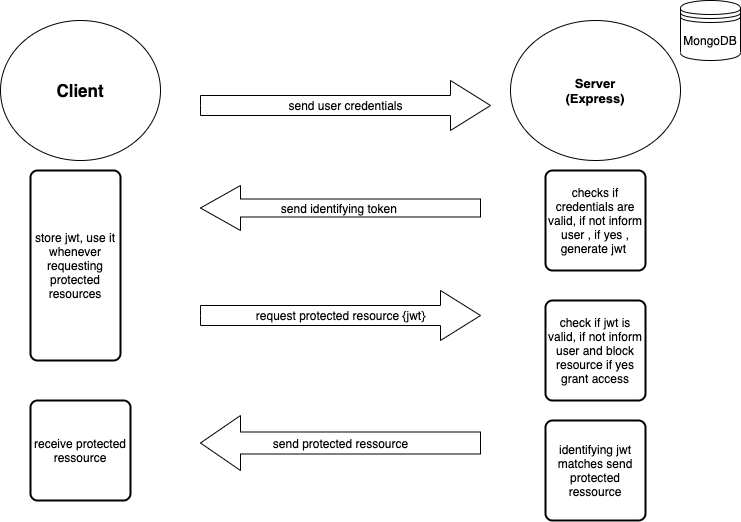 MongoDB
Client
Server
(Express)
send user credentials
send identifying token
checks if
credentials are
valid, if not inform
user , if yes ,
generate jwt
store jwt, use it
whenever
requesting
protected
resources
request protected resource {jwt}
check if jwt is
valid, if not inform
user and block
resource if yes
grant access
receive protected
ressource
send protected ressource
identifying jwt
matches send
protected
ressource